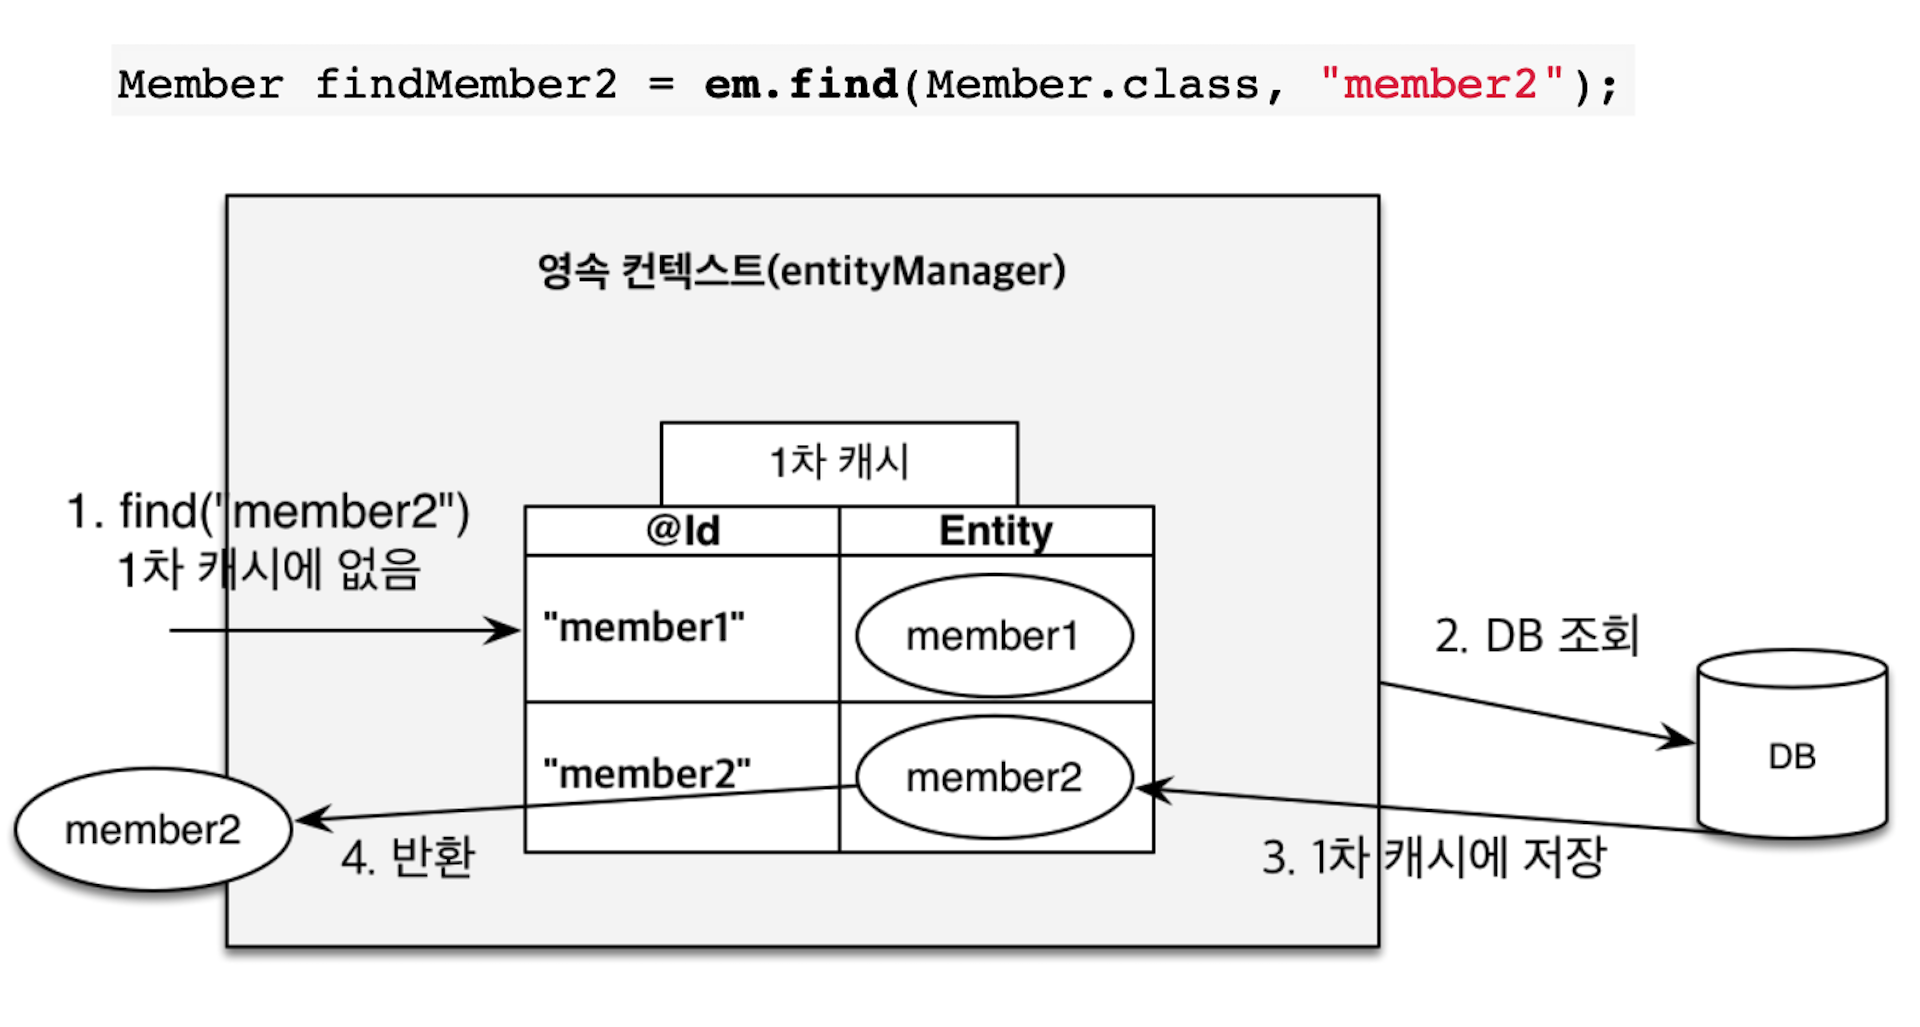 Member findMember2 = em.find(Member.class, "member2");
영속 컨텍스트(entityManager)
1차 캐시
1. find("member2")
1차 캐시에 없음
@Id
Entity
"member1"
member1
2. DB 조회
DB
"member2"
member2
member2
4. 반환
3. 1차 캐시에 저장